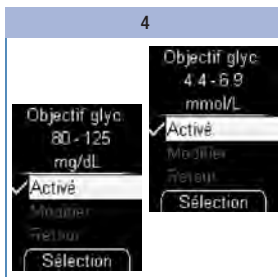 4
Objectif glyc
80 - 125
mg/dL
Activé
Modifier
Retour
Sélection
Objectif glyc
4.4 - 6.9
mmol/L
Activé
Modifier
Retour
Sélection